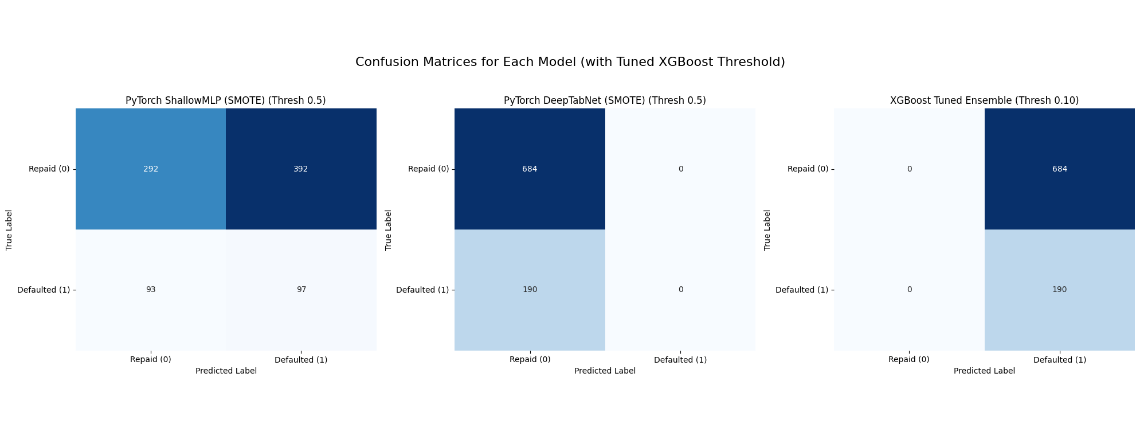 Confusion Matrices for Each Model (with Tuned XGBoost Threshold)
PyTorch ShallowMLP (SMOTE) (Thresh 0.5)
True Label
Repaid (0)
292
392
Defaulted (1)
93
97
Repaid (0)
Defaulted (1)
Predicted Label
PyTorch DeepTabNet (SMOTE) (Thresh 0.5)
True Label
Repaid (0)
684
0
Defaulted (1)
190
0
Repaid (0)
Defaulted (1)
Predicted Label
XGBoost Tuned Ensemble (Thresh 0.10)
True Label
Repaid (0)
0
684
Defaulted (1)
0
190
Repaid (0)
Defaulted (1)
Predicted Label